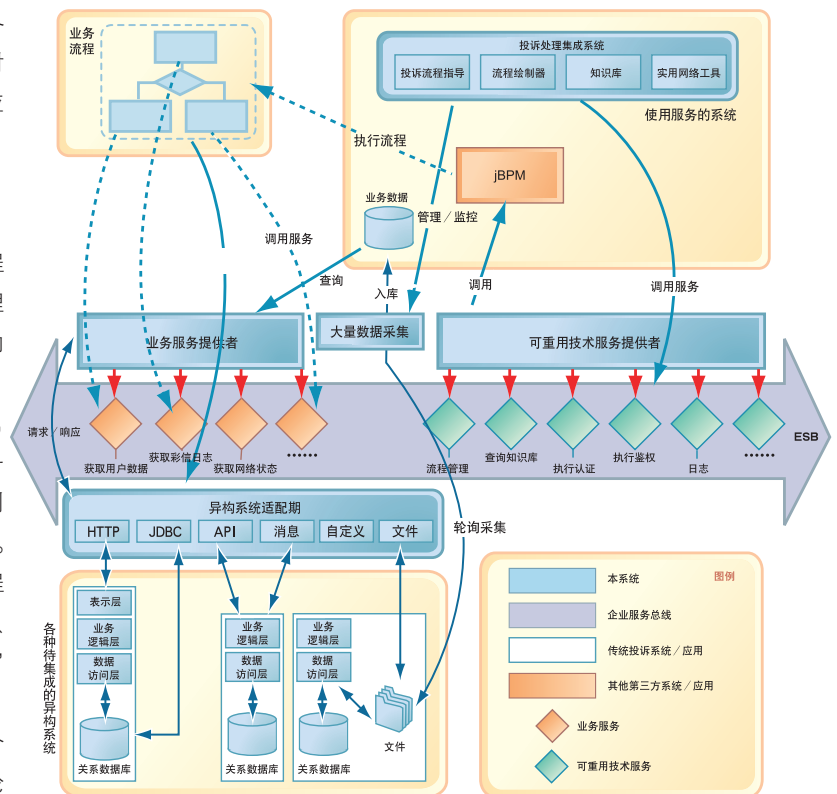 业务
流程
投诉处理集成系统
投诉流程指导
流程绘制器
知识库
实用网络工具
使用服务的系统
执行流程
jBPM
业务数据
管理/监控
调用服务
查询
入库
调用
调用服务
业务服务提供者
大量数据采集
可重用技术服务提供者
请求/响应
获取用户数据
获取彩信日志
获取网络状态
......
流程管理
查询知识库
执行认证
执行鉴权
日志
......
ESB
异构系统适配期
HTTP
JDBC
API
消息
自定义
文件
轮询采集
各种待集成的异构系统
表示层
业务
逻辑层
数据
访问层
关系数据库
业务
逻辑层
数据
访问层
关系数据库
业务
逻辑层
数据
访问层
关系数据库
文件
图例
本系统
企业服务总线
传统投诉系统/应用
其他第三方系统/应用
业务服务
可重用技术服务